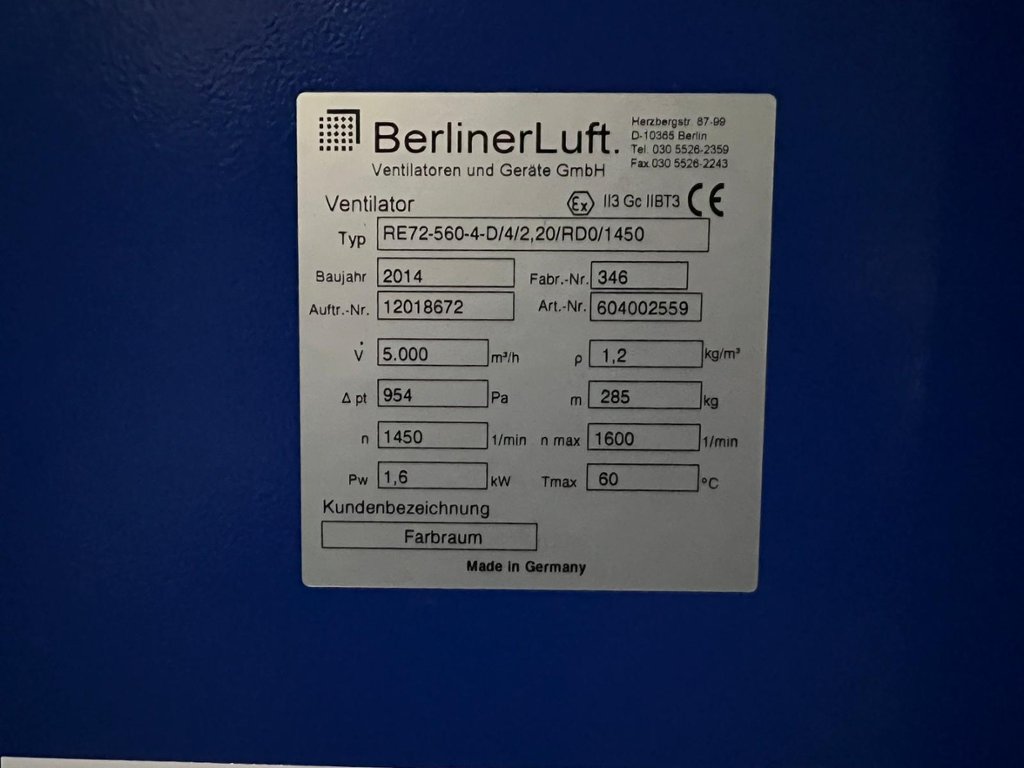 BerlinerLuft.
Ventilatoren und Geräte GmbH
Herzbergstr. 87-99
D-10365 Berlin
Tel. 030 5526-2359
Fax.030 5526-2243
Ventilator
Ex II3 Gc IIBT3 CE
Typ RE72-560-4-D/4/2,20/RD0/1450
Baujahr 2014 Fabr.-Nr. 346
Auftr.-Nr. 12018672 Art.-Nr. 604002559
V̇ 5.000 m³/h ρ 1,2 kg/m³
Δ pt 954 Pa m 285 kg
n 1450 1/min n max 1600 1/min
Pw 1,6 kW Tmax 60 °C
Kundenbezeichnung
Farbraum
Made in Germany